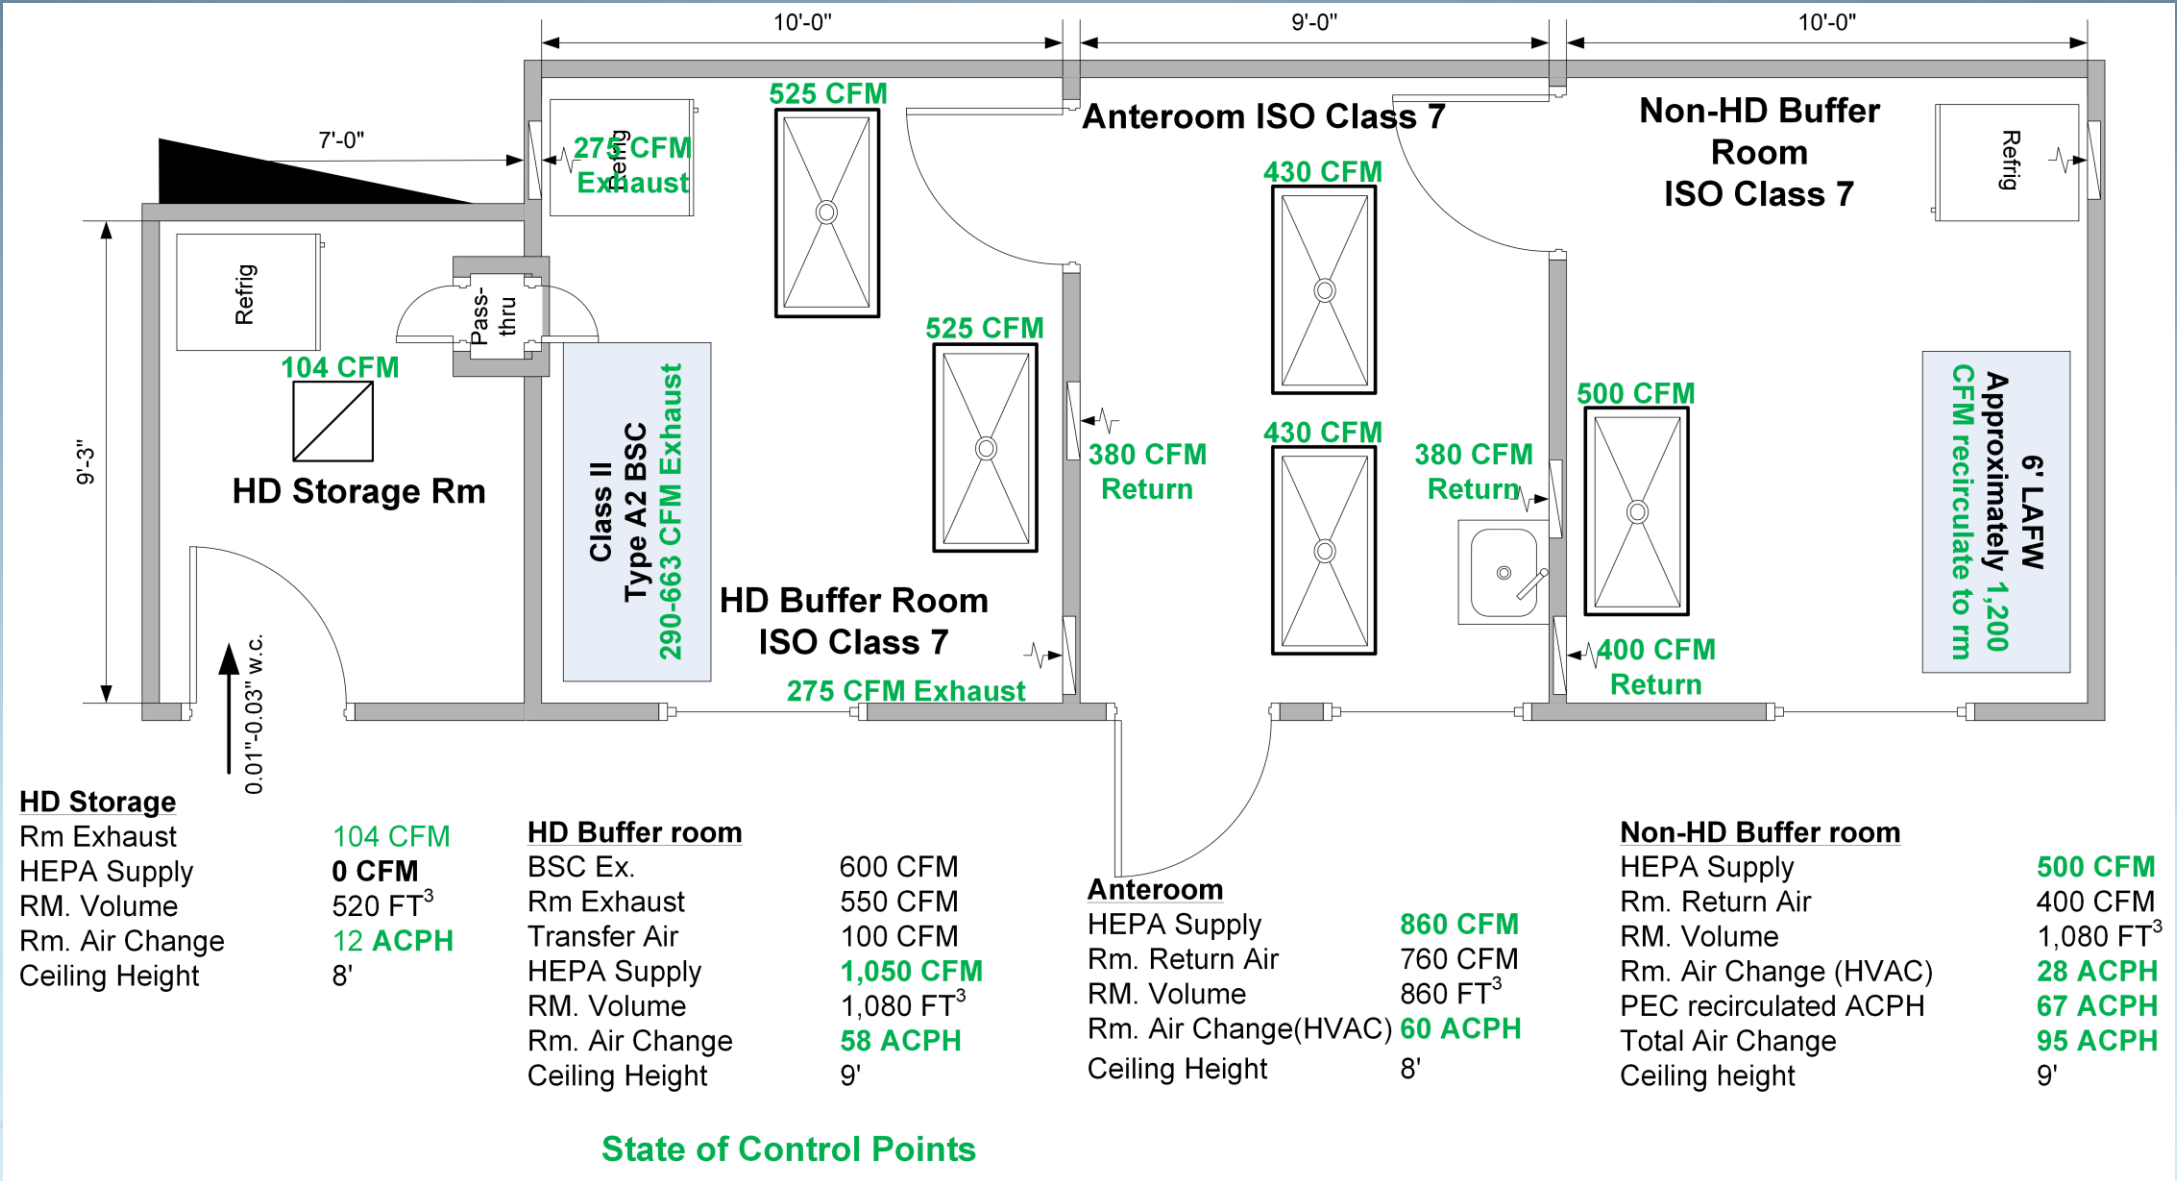 10'-0"
9'-0"
10'-0"
7'-0"
9'-3"
Refrig
104 CFM
HD Storage Rm
Pass-
thru
0.01"-0.03" w.c.
275 CFM
Exhaust
Refrig
525 CFM
525 CFM
Class II
Type A2 BSC
290-663 CFM Exhaust
HD Buffer Room
ISO Class 7
275 CFM Exhaust
Anteroom ISO Class 7
430 CFM
430 CFM
380 CFM
Return
380 CFM
Return
Non-HD Buffer
Room
ISO Class 7
Refrig
500 CFM
6' LAFW
Approximately 1,200
CFM recirculate to rm
400 CFM
Return
HD Storage
Rm Exhaust 104 CFM
HEPA Supply 0 CFM
RM. Volume 520 FT³
Rm. Air Change 12 ACPH
Ceiling Height 8'
HD Buffer room
BSC Ex. 600 CFM
Rm Exhaust 550 CFM
Transfer Air 100 CFM
HEPA Supply 1,050 CFM
RM. Volume 1,080 FT³
Rm. Air Change 58 ACPH
Ceiling Height 9'
Anteroom
HEPA Supply 860 CFM
Rm. Return Air 760 CFM
RM. Volume 860 FT³
Rm. Air Change(HVAC) 60 ACPH
Ceiling Height 8'
Non-HD Buffer room
HEPA Supply 500 CFM
Rm. Return Air 400 CFM
RM. Volume 1,080 FT³
Rm. Air Change (HVAC) 28 ACPH
PEC recirculated ACPH 67 ACPH
Total Air Change 95 ACPH
Ceiling height 9'
State of Control Points